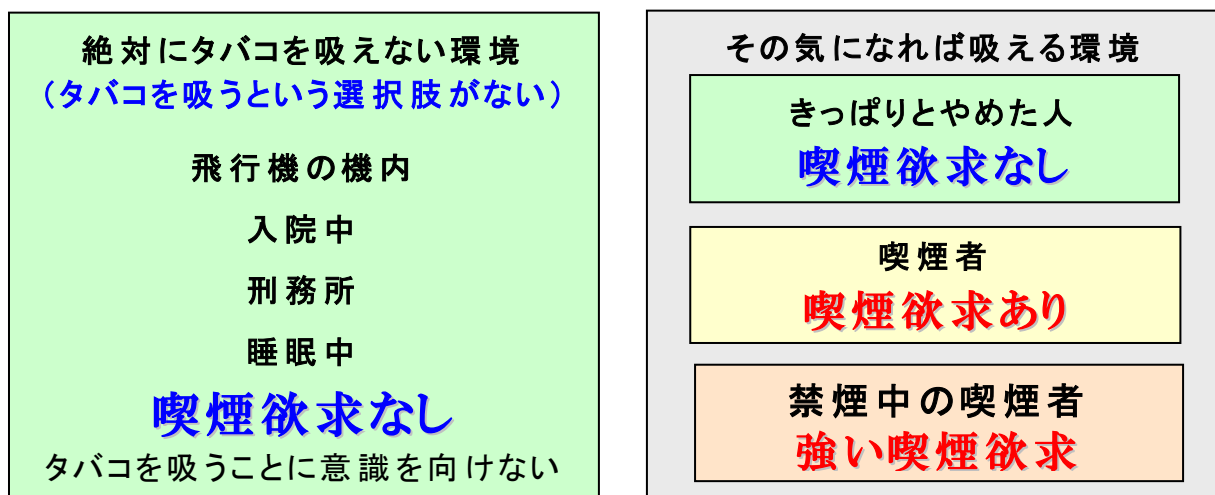 絶対にタバコを吸えない環境
（タバコを吸うという選択肢がない）
飛行機の機内
入院中
刑務所
睡眠中
喫煙欲求なし
タバコを吸うことに意識を向けない
その気になれば吸える環境
きっぱりとやめた人
喫煙欲求なし
喫煙者
喫煙欲求あり
禁煙中の喫煙者
強い喫煙欲求